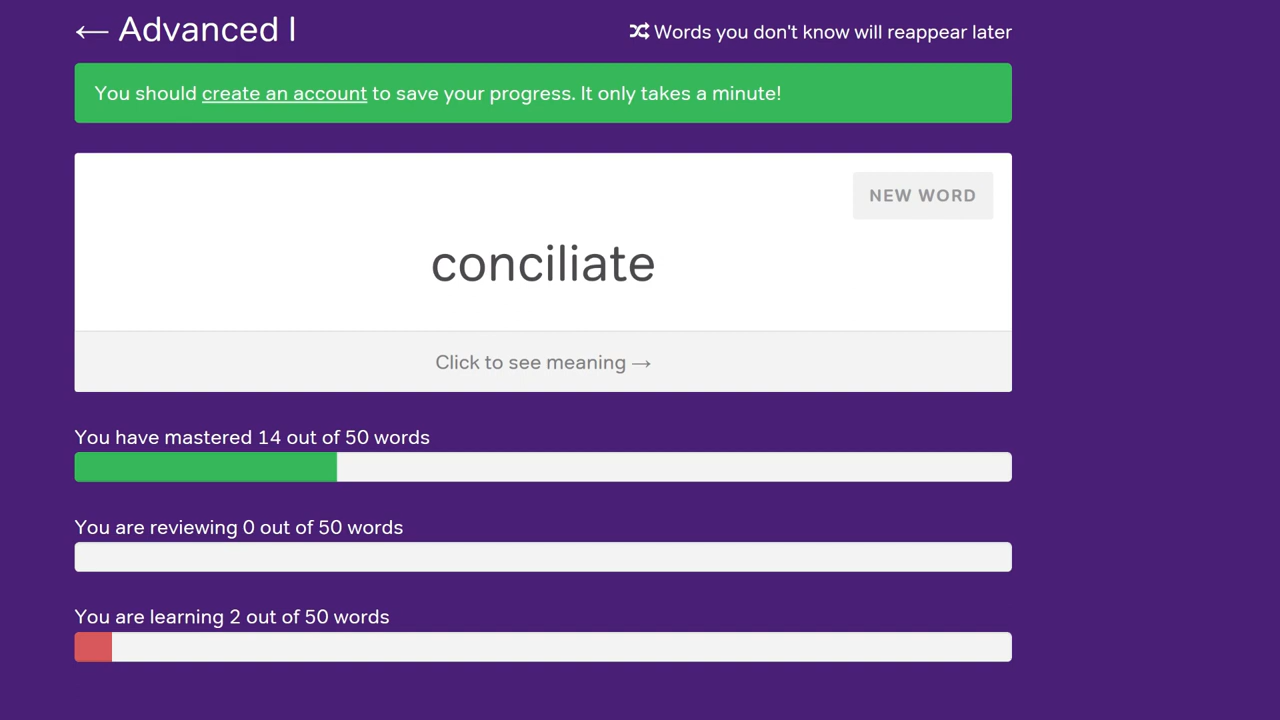 ← Advanced I
Words you don't know will reappear later
You should create an account to save your progress. It only takes a minute!
NEW WORD
conciliate
Click to see meaning →
You have mastered 14 out of 50 words
You are reviewing 0 out of 50 words
You are learning 2 out of 50 words